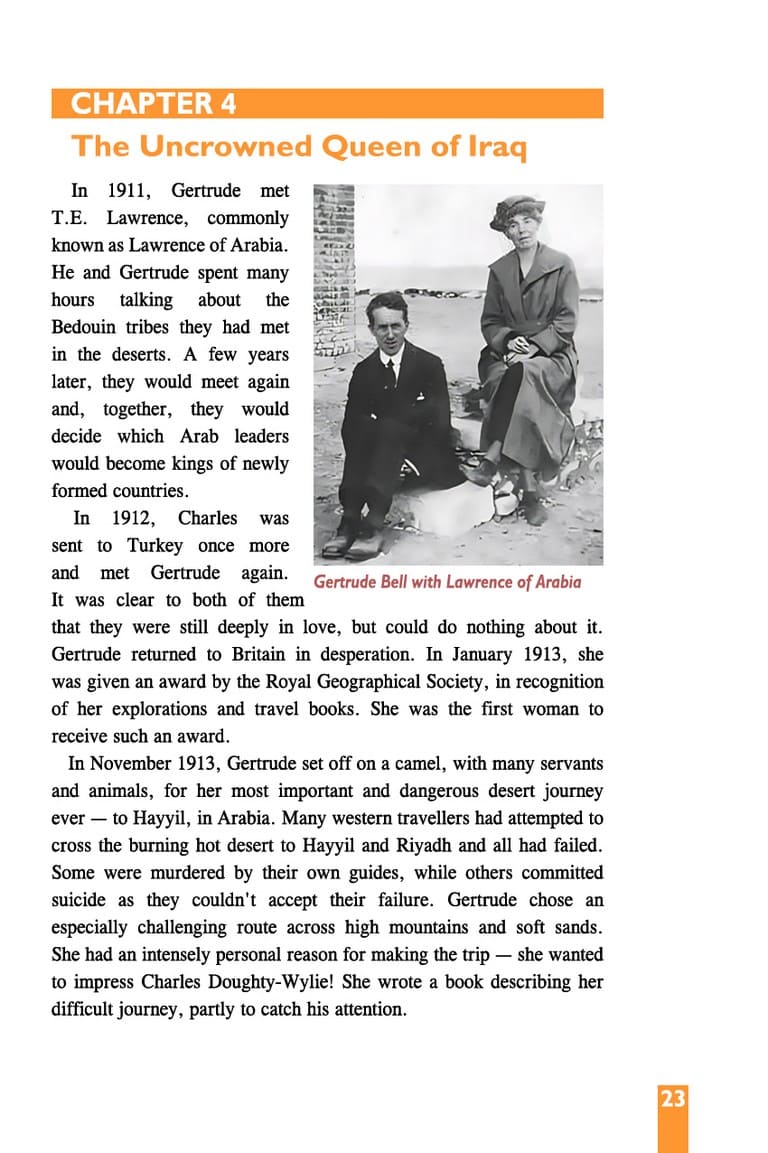 CHAPTER 4
The Uncrowned Queen of Iraq
In 1911, Gertrude met
T.E. Lawrence, commonly
known as Lawrence of Arabia.
He and Gertrude spent many
hours talking about the
Bedouin tribes they had met
in the deserts. A few years
later, they would meet again
and, together, they would
decide which Arab leaders
would become kings of newly
formed countries.
In 1912, Charles was
sent to Turkey once more
and met Gertrude again.
It was clear to both of them
that they were still deeply in love, but could do nothing about it.
Gertrude returned to Britain in desperation. In January 1913, she
was given an award by the Royal Geographical Society, in recognition
of her explorations and travel books. She was the first woman to
receive such an award.
In November 1913, Gertrude set off on a camel, with many servants
and animals, for her most important and dangerous desert journey
ever — to Hayyil, in Arabia. Many western travellers had attempted to
cross the burning hot desert to Hayyil and Riyadh and all had failed.
Some were murdered by their own guides, while others committed
suicide as they couldn't accept their failure. Gertrude chose an
especially challenging route across high mountains and soft sands.
She had an intensely personal reason for making the trip — she wanted
to impress Charles Doughty-Wylie! She wrote a book describing her
difficult journey, partly to catch his attention.
Gertrude Bell with Lawrence of Arabia
23